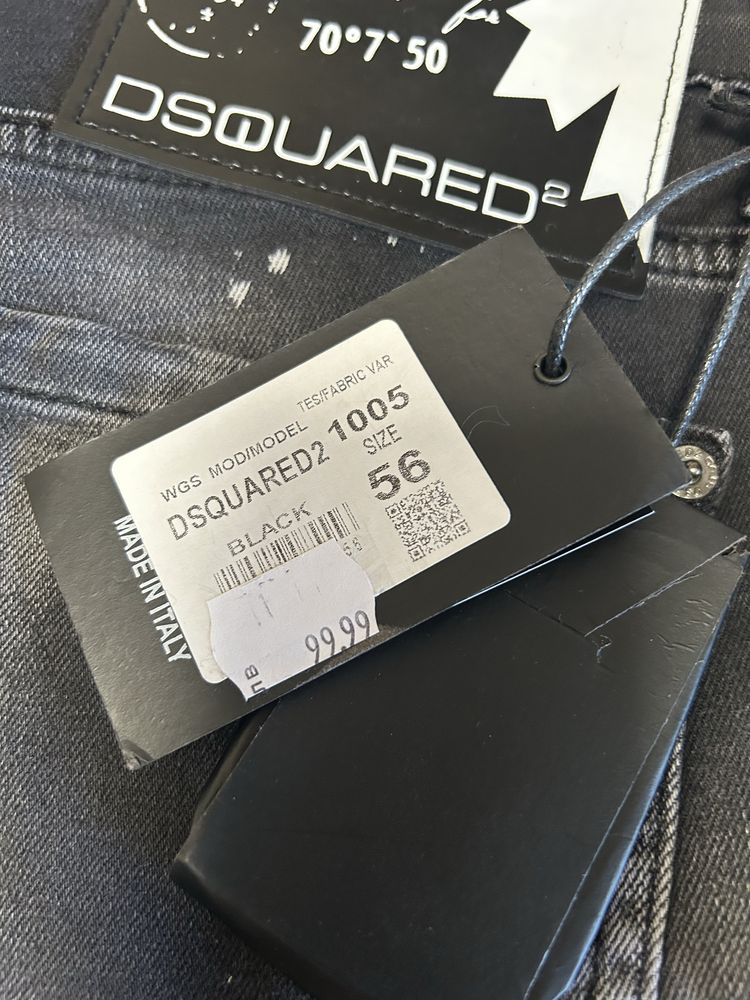 70°7`50
DSQUARED2
TES/FABRIC VAR
WGS MOD/MODEL
1005
DSQUARED2
SIZE
56
BLACK
MADE IN ITALY
99.99
ПВ